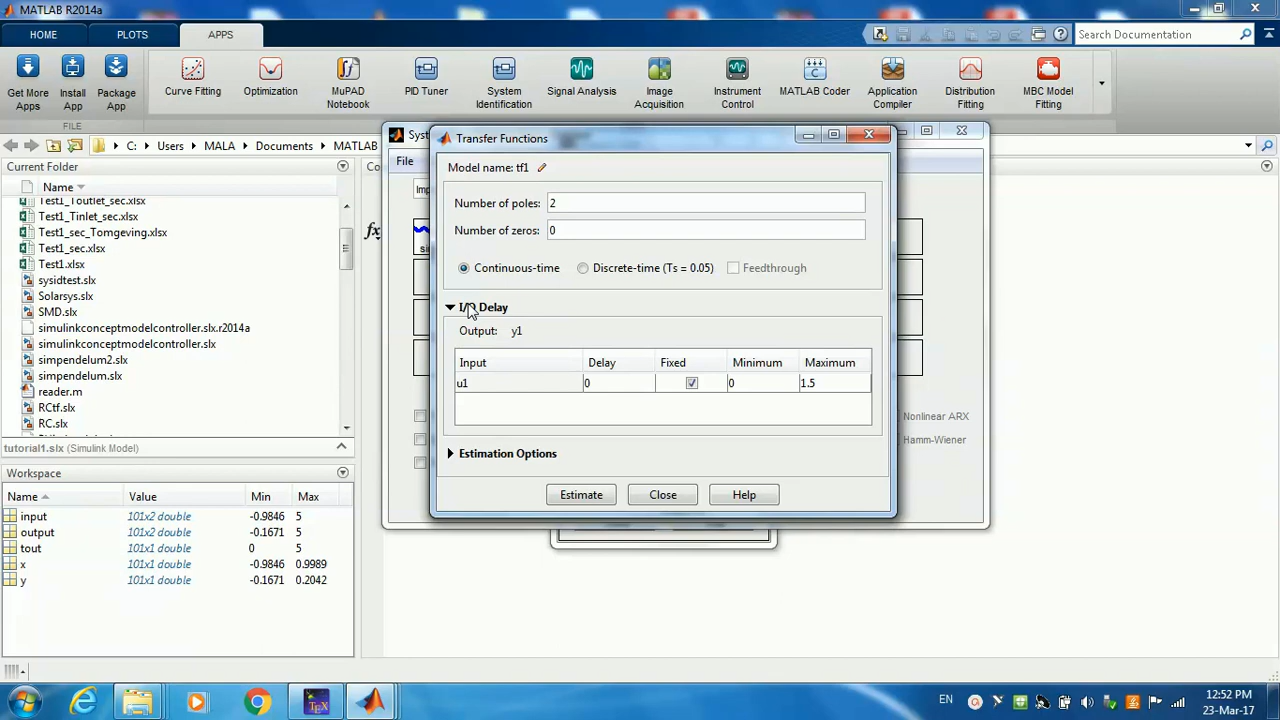 MATLAB R2014a
HOME
PLOTS
APPS
Search Documentation
Get More Apps
Install App
Package App
Curve Fitting
Optimization
MuPAD Notebook
PID Tuner
System Identification
Signal Analysis
Image Acquisition
Instrument Control
MATLAB Coder
Application Compiler
Distribution Fitting
MBC Model Fitting
FILE
C: Users MALA Documents MATLAB
Current Folder
Name
Test1_Toutlet_sec.xlsx
Test1_Tinlet_sec.xlsx
Test1_sec_Tomgeving.xlsx
Test1_sec.xlsx
Test1.xlsx
sysidtest.slx
Solarsys.slx
SMD.slx
simulinkconceptmodelcontroller.slx.r2014a
simulinkconceptmodelcontroller.slx
simpendelum2.slx
simpendelum.slx
reader.m
RCtf.slx
RC.slx
tutorial1.slx (Simulink Model)
Workspace
Name Value Min Max
input 101x2 double -0.9846 5
output 101x2 double -0.1671 5
tout 101x1 double 0 5
x 101x1 double -0.9846 0.9989
y 101x1 double -0.1671 0.2042
Co
fx
Syst
File
Imp
si
Nonlinear ARX
Hamm-Wiener
Transfer Functions
Model name: tf1
Number of poles: 2
Number of zeros: 0
Continuous-time
Discrete-time (Ts = 0.05)
Feedthrough
I/O Delay
Output: y1
Input Delay Fixed Minimum Maximum
u1 0 0 1.5
Estimation Options
Estimate
Close
Help
TEX
EN
12:52 PM
23-Mar-17